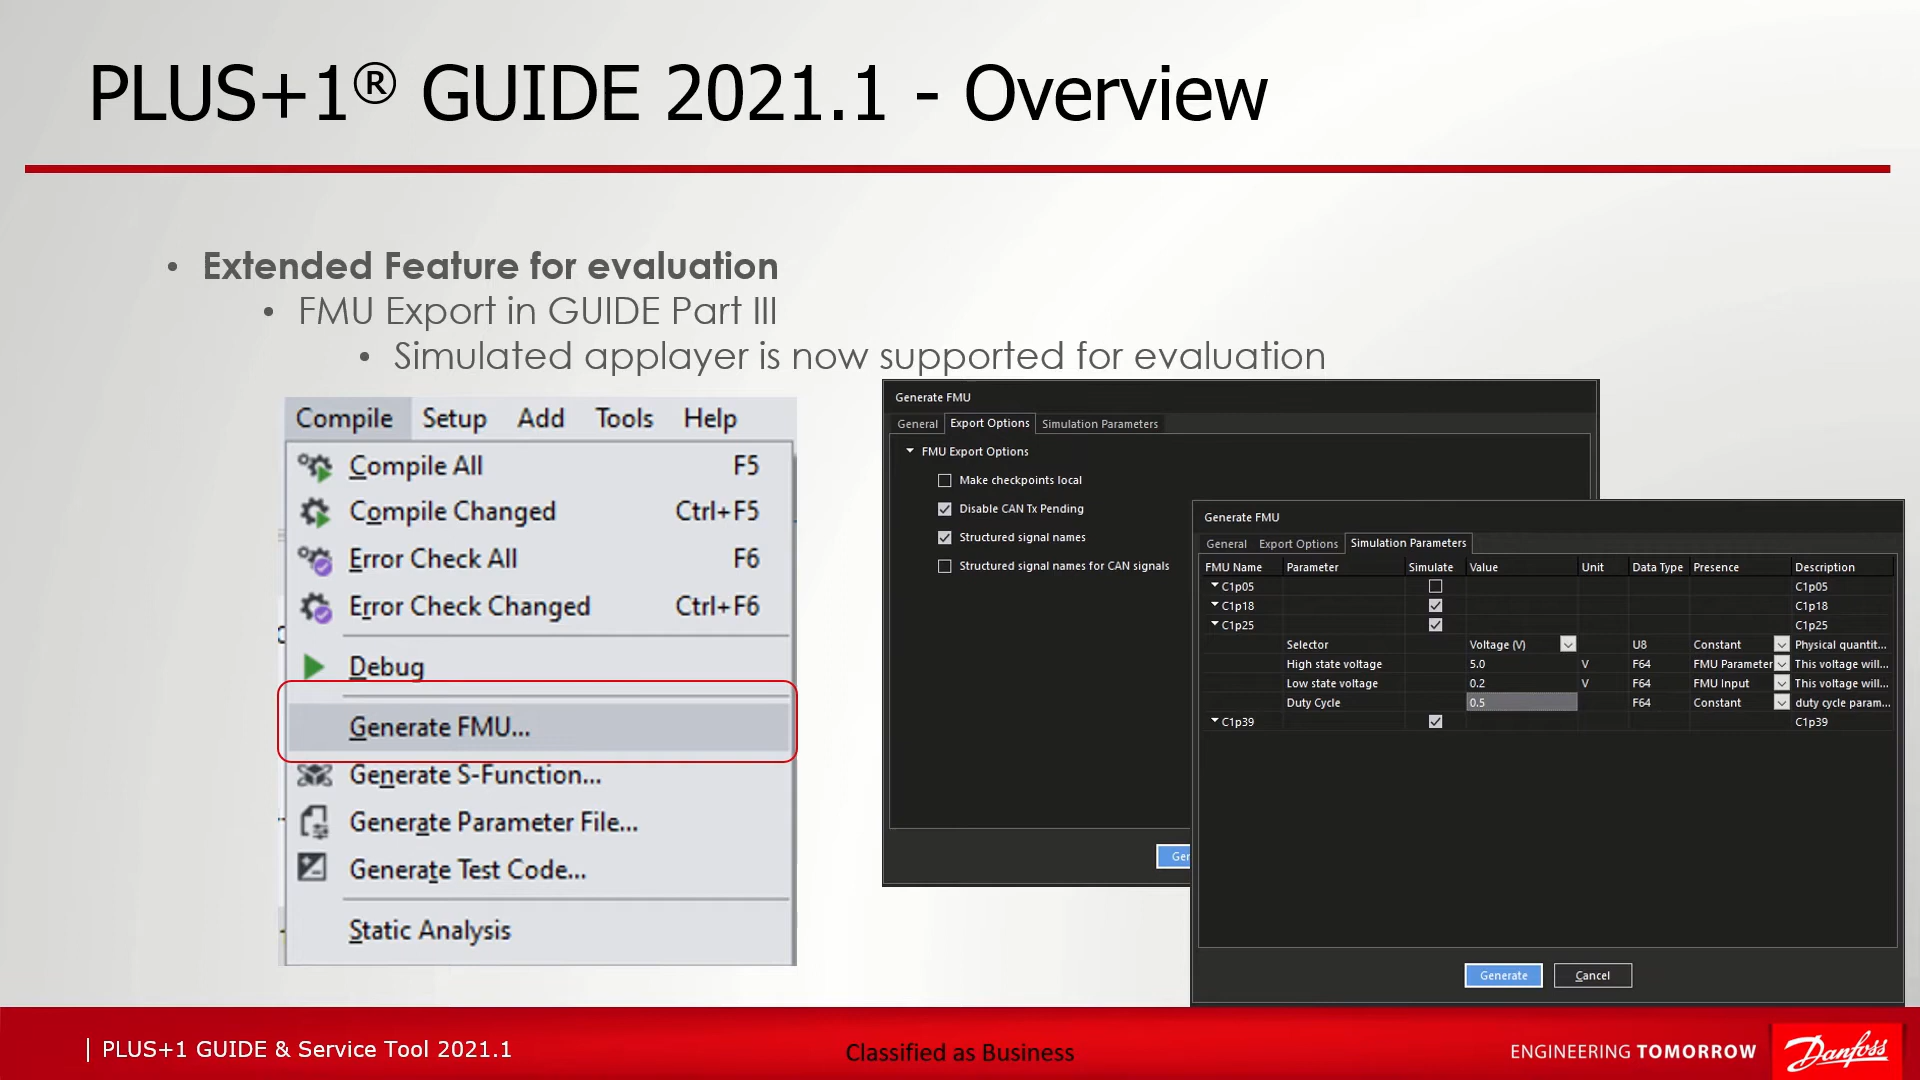 PLUS+1® GUIDE 2021.1 - Overview
• Extended Feature for evaluation
• FMU Export in GUIDE Part III
• Simulated applayer is now supported for evaluation
Compile Setup Add Tools Help
Compile All F5
Compile Changed Ctrl+F5
Error Check All F6
Error Check Changed Ctrl+F6
Debug
Generate FMU...
Generate S-Function...
Generate Parameter File...
Generate Test Code...
Static Analysis
Generate FMU
General Export Options Simulation Parameters
FMU Export Options
Make checkpoints local
Disable CAN Tx Pending
Structured signal names
Structured signal names for CAN signals
Ger
Generate FMU
General Export Options Simulation Parameters
FMU Name Parameter Simulate Value Unit Data Type Presence Description
C1p05 C1p05
C1p18 C1p18
C1p25 C1p25
Selector Voltage (V) U8 Constant Physical quantit...
High state voltage 5.0 V F64 FMU Parameter This voltage will...
Low state voltage 0.2 V F64 FMU Input This voltage will...
Duty Cycle 0.5 F64 Constant duty cycle param...
C1p39 C1p39
Generate Cancel
| PLUS+1 GUIDE & Service Tool 2021.1
Classified as Business
ENGINEERING TOMORROW
Danfoss